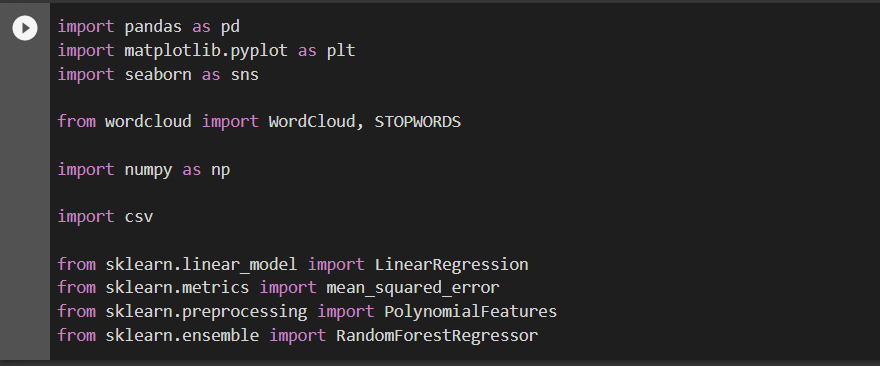 import pandas as pd
import matplotlib.pyplot as plt
import seaborn as sns
from wordcloud import WordCloud, STOPWORDS
import numpy as np
import csv
from sklearn.linear_model import LinearRegression
from sklearn.metrics import mean_squared_error
from sklearn.preprocessing import PolynomialFeatures
from sklearn.ensemble import RandomForestRegressor